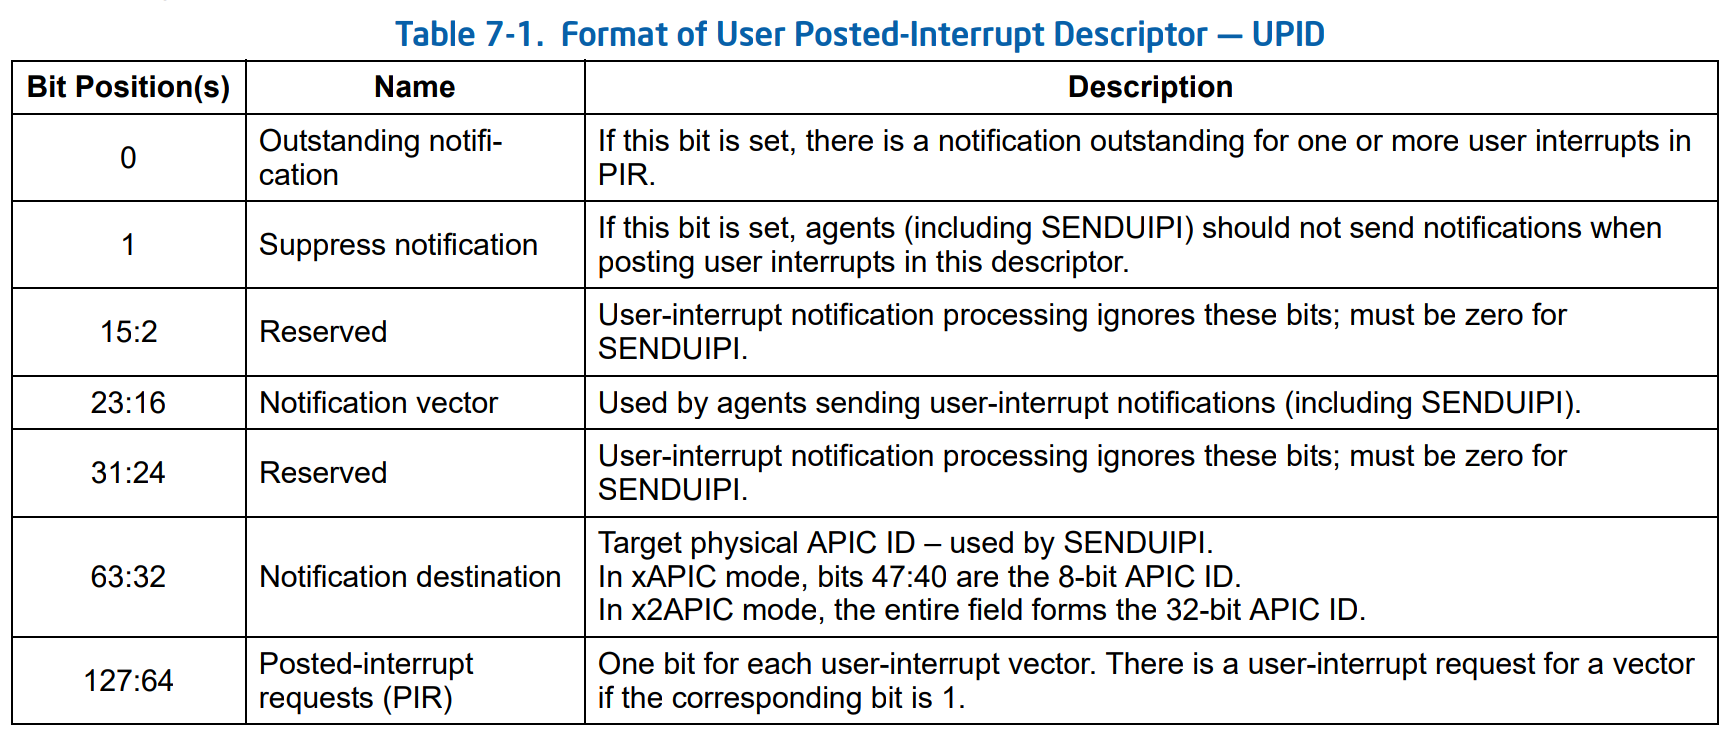 Table 7-1. Format of User Posted-Interrupt Descriptor — UPID
Bit Position(s) Name Description
0
Outstanding notifi-
cation
If this bit is set, there is a notification outstanding for one or more user interrupts in
PIR.
1
Suppress notification
If this bit is set, agents (including SENDUIPI) should not send notifications when
posting user interrupts in this descriptor.
15:2
Reserved
User-interrupt notification processing ignores these bits; must be zero for
SENDUIPI.
23:16
Notification vector
Used by agents sending user-interrupt notifications (including SENDUIPI).
31:24
Reserved
User-interrupt notification processing ignores these bits; must be zero for
SENDUIPI.
63:32
Notification destination
Target physical APIC ID – used by SENDUIPI.
In xAPIC mode, bits 47:40 are the 8-bit APIC ID.
In x2APIC mode, the entire field forms the 32-bit APIC ID.
127:64
Posted-interrupt
requests (PIR)
One bit for each user-interrupt vector. There is a user-interrupt request for a vector
if the corresponding bit is 1.